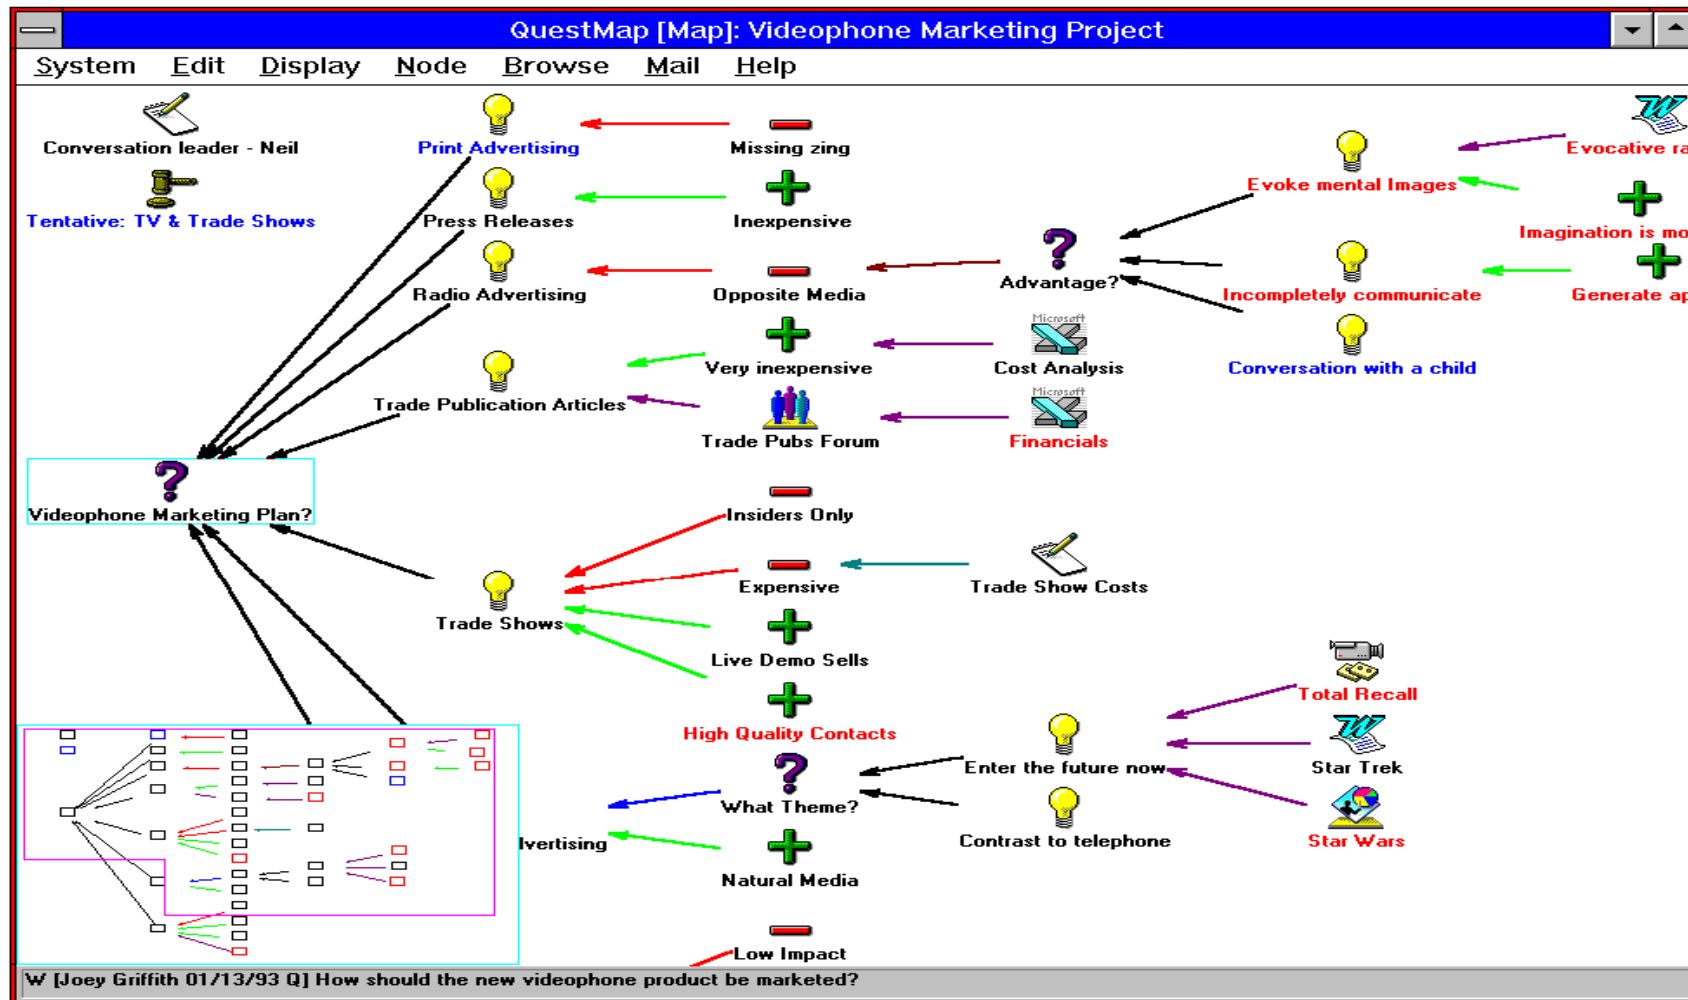 QuestMap [Map]: Videophone Marketing Project
System Edit Display Node Browse Mail Help
Conversation leader - Neil
Tentative: TV & Trade Shows
Print Advertising
Missing zing
Press Releases
Inexpensive
Radio Advertising
Opposite Media
Advantage?
Evoke mental Images
Evocative ra
Imagination is mo
Incompletely communicate
Generate ap
Conversation with a child
Trade Publication Articles
Very inexpensive
Microsoft
Cost Analysis
Trade Pubs Forum
Microsoft
Financials
Videophone Marketing Plan?
Insiders Only
Trade Shows
Expensive
Trade Show Costs
Live Demo Sells
High Quality Contacts
What Theme?
Enter the future now
Total Recall
Star Trek
Star Wars
Contrast to telephone
lvertising
Natural Media
Low Impact
W [Joey Griffith 01/13/93 Q] How should the new videophone product be marketed?